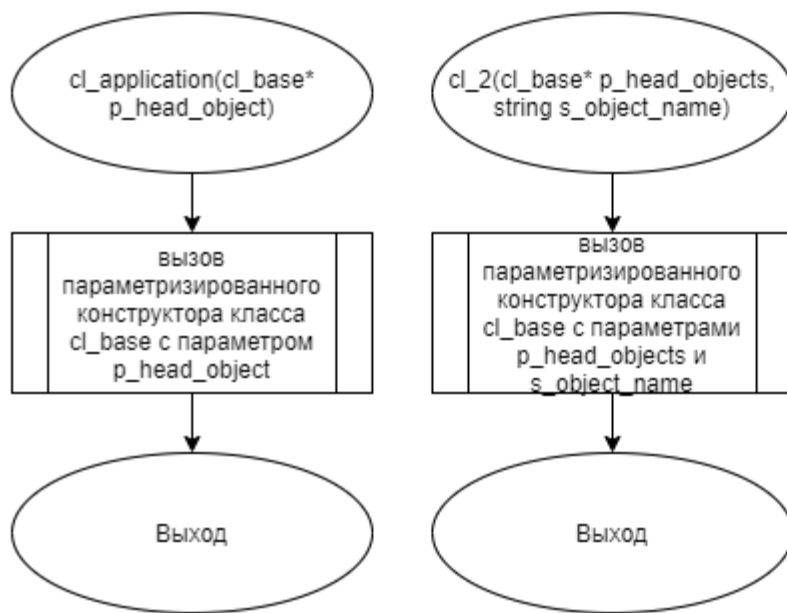 cl_application(cl_base*
p_head_object)
вызов
параметризированного
конструктора класса
cl_base с параметром
p_head_object
Выход
cl_2(cl_base* p_head_objects,
string s_object_name)
вызов
параметризированного
конструктора класса
cl_base с параметрами
p_head_objects и
s_object_name
Выход